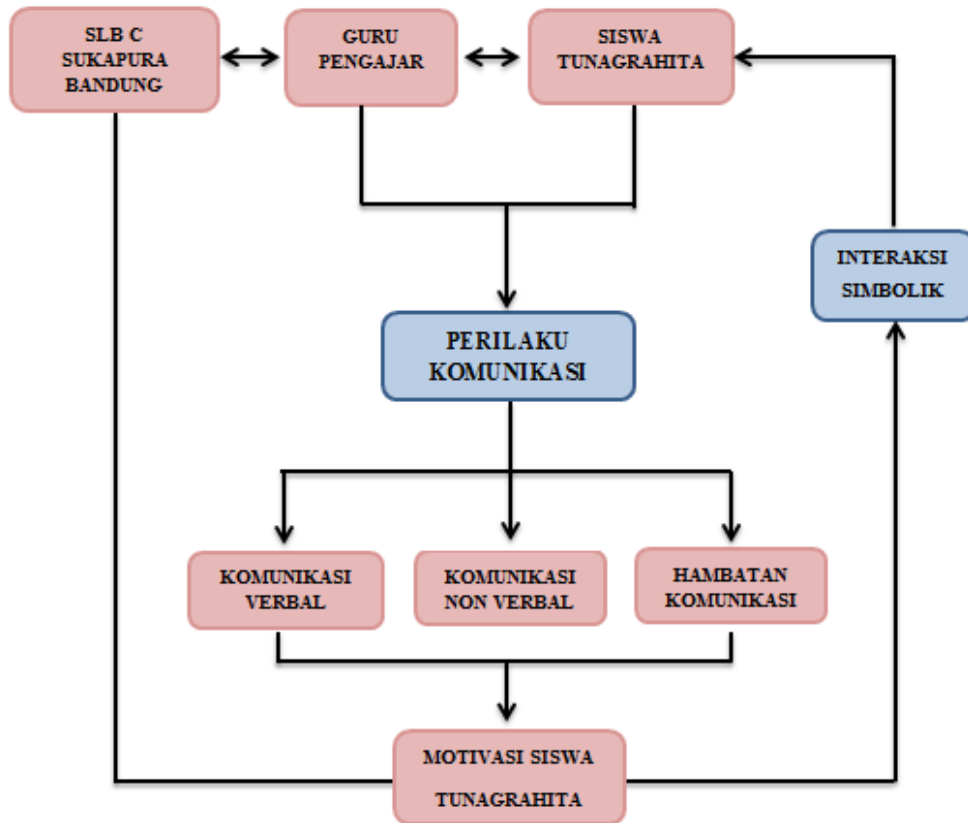 SLB C
SUKAPURA
BANDUNG
GURU
PENGAJAR
SISWA
TUNAGRAHITA
INTERAKSI
SIMBOLIK
PERILAKU
KOMUNIKASI
KOMUNIKASI
VERBAL
KOMUNIKASI
NON VERBAL
HAMBATAN
KOMUNIKASI
MOTIVASI SISWA
TUNAGRAHITA